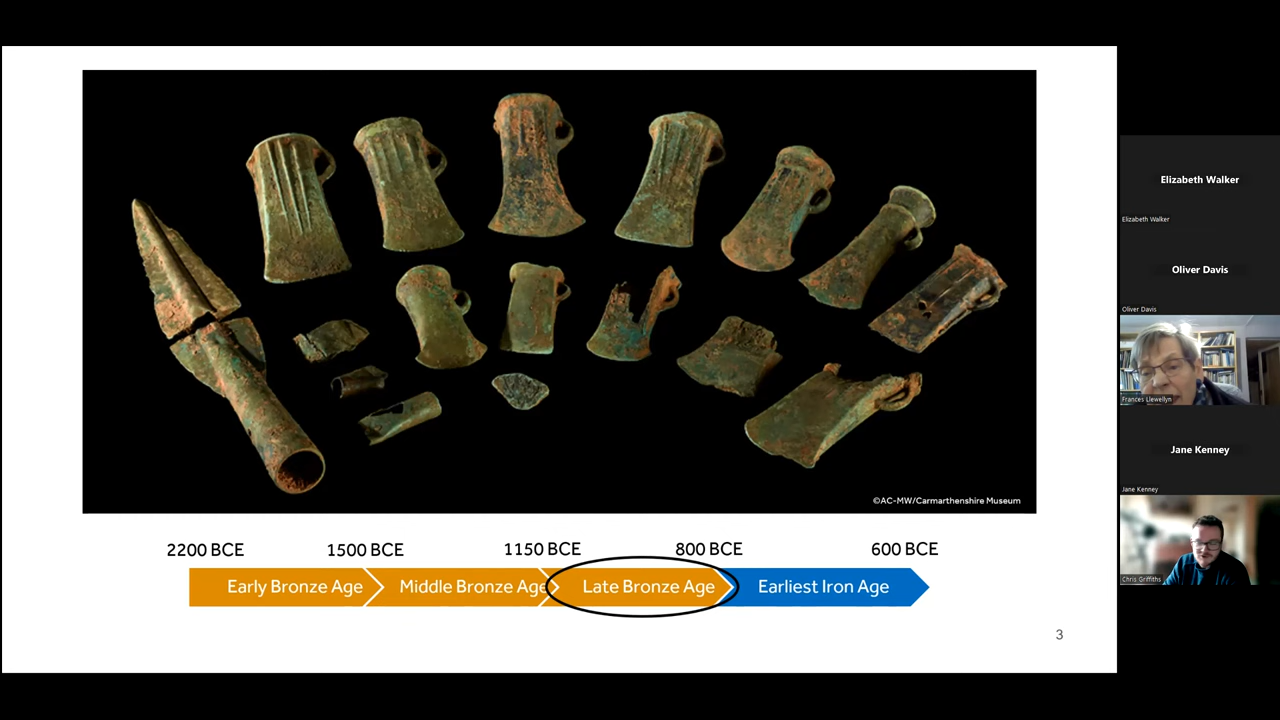 ©AC-MW/Carmarthenshire Museum
2200 BCE 1500 BCE 1150 BCE 800 BCE 600 BCE
Early Bronze Age Middle Bronze Age Late Bronze Age Earliest Iron Age
3
Elizabeth Walker
Elizabeth Walker
Oliver Davis
Oliver Davis
Frances Llewellyn
Jane Kenney
Jane Kenney
Chris Griffiths